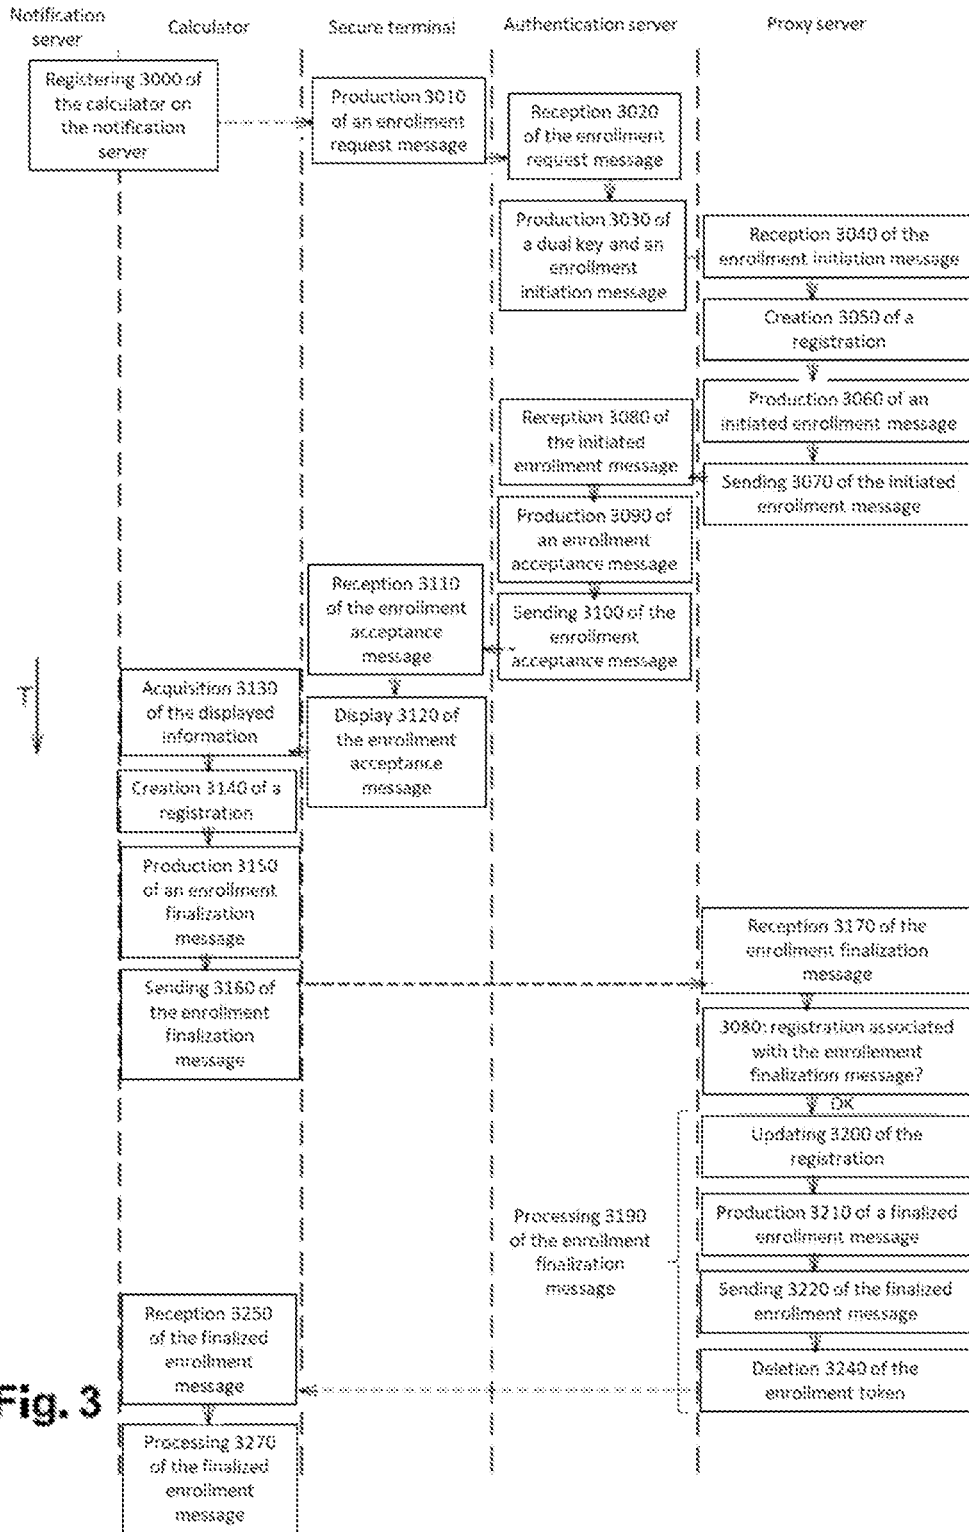 Notification
server
Calculator
Secure terminal
Authentication server
Proxy server
Registering 3000 of
the calculator on
the notification
server
Production 3010
of an enrollment
request message
Reception 3020
of the enrollment
request message
Production 3030 of
a dual key and an
enrollment
initiation message
Reception 3040 of the
enrollment initiation message
Creation 3050 of a
registration
Production 3060 of an
initiated enrollment message
Sending 3070 of the initiated
enrollment message
Reception 3080 of
the initiated
enrollment message
Production 3090 of
an enrollment
acceptance message
Sending 3100 of the
enrollment
acceptance message
Reception 3110
of the enrollment
acceptance
message
Display 3120 of
the enrollment
acceptance
message
T
Acquisition 3130
of the displayed
information
Creation 3140 of a
registration
Production 3150
of an enrollment
finalization
message
Sending 3160 of
the enrollment
finalization
message
Reception 3170 of the
enrollment finalization
message
3080: registration associated
with the enrollement
finalization message?
OK
Updating 3200 of the
registration
Production 3210 of a finalized
enrollment message
Sending 3220 of the finalized
enrollment message
Deletion 3240 of the
enrollment token
Processing 3190
of the enrollment
finalization
message
Reception 3250
of the finalized
enrollment
message
Processing 3270
of the finalized
enrollment
message
Fig. 3